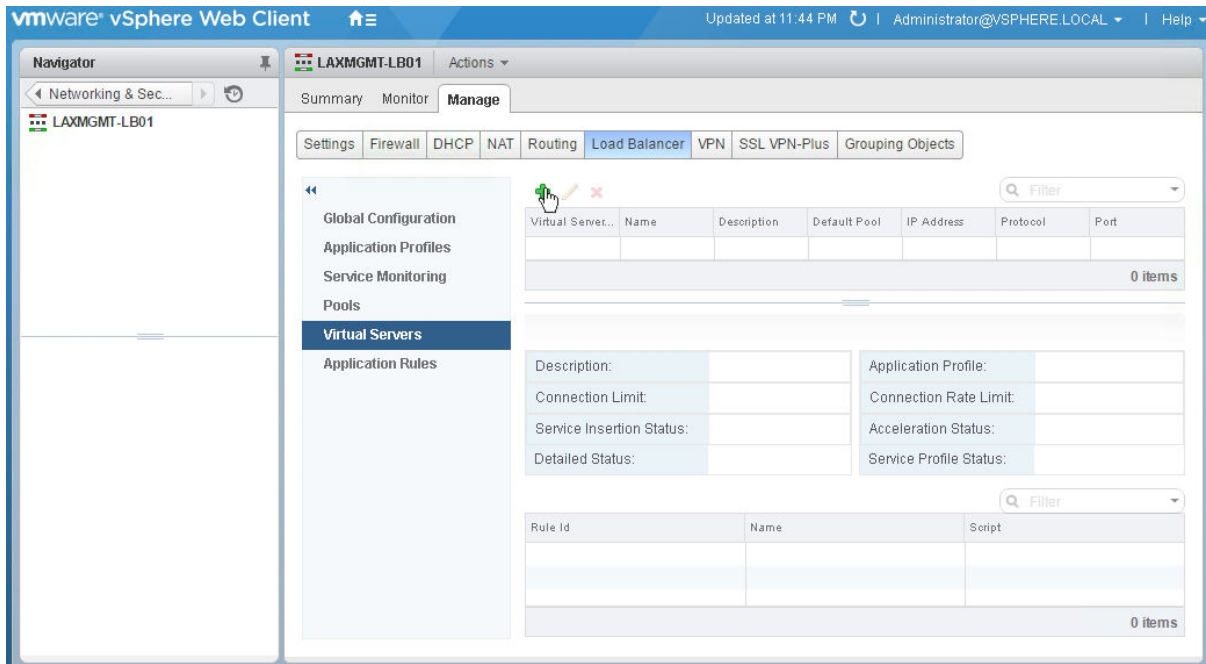 vmware® vSphere Web Client
Updated at 11:44 PM | Administrator@VSPHERE.LOCAL | Help
Navigator
Networking & Sec...
LAXMGMT-LB01
LAXMGMT-LB01 Actions
Summary Monitor Manage
Settings Firewall DHCP NAT Routing Load Balancer VPN SSL VPN-Plus Grouping Objects
Global Configuration
Application Profiles
Service Monitoring
Pools
Virtual Servers
Application Rules
Filter
Virtual Server... Name Description Default Pool IP Address Protocol Port
0 items
Description: Application Profile:
Connection Limit: Connection Rate Limit:
Service Insertion Status: Acceleration Status:
Detailed Status: Service Profile Status:
Filter
Rule Id Name Script
0 items